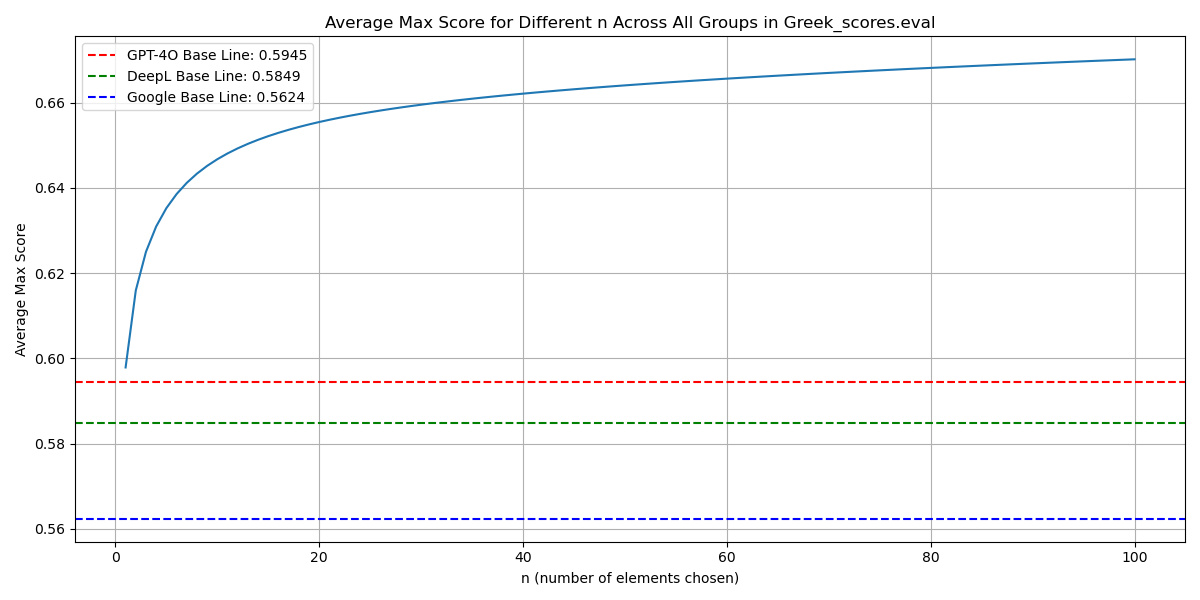 Average Max Score for Different n Across All Groups in Greek_scores.eval
GPT-4O Base Line: 0.5945
DeepL Base Line: 0.5849
Google Base Line: 0.5624
Average Max Score
0.66
0.64
0.62
0.60
0.58
0.56
0 20 40 60 80 100
n (number of elements chosen)